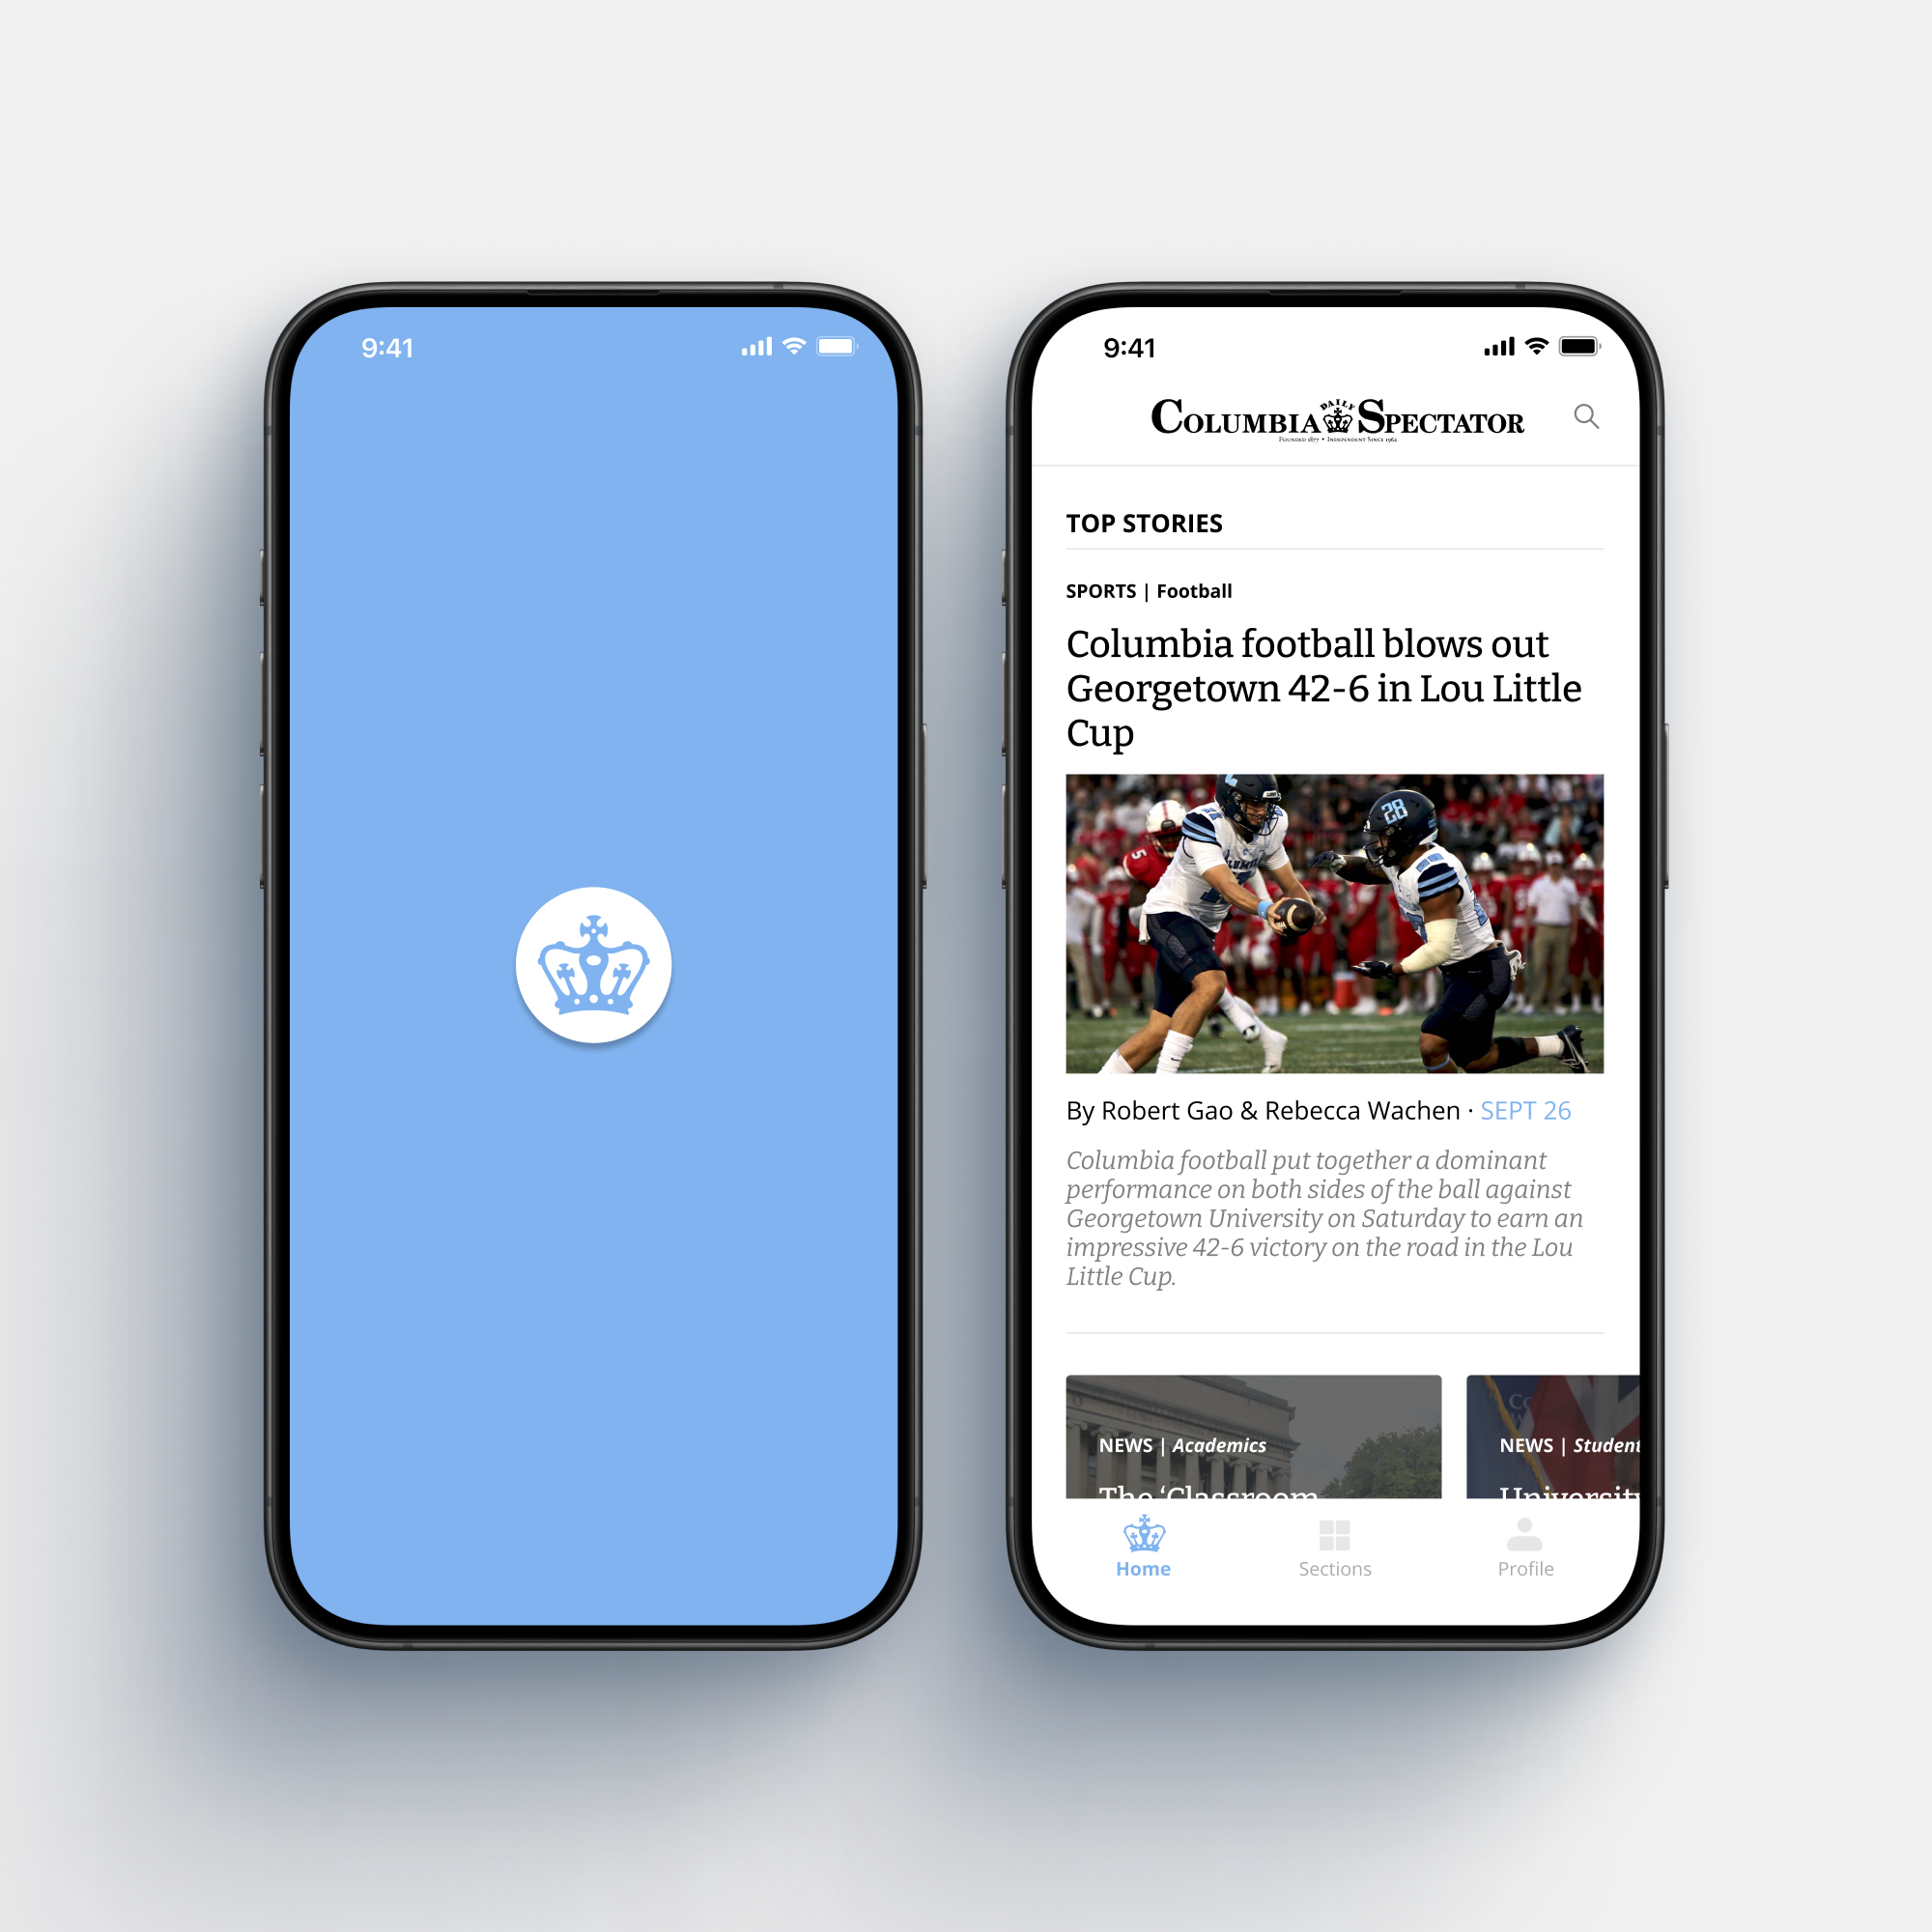 9:41
9:41
COLUMBIA DAILY SPECTATOR
FOUNDED 1877 • INDEPENDENT SINCE 1962
TOP STORIES
SPORTS | Football
Columbia football blows out
Georgetown 42-6 in Lou Little
Cup
28
5
By Robert Gao & Rebecca Wachen · SEPT 26
Columbia football put together a dominant
performance on both sides of the ball against
Georgetown University on Saturday to earn an
impressive 42-6 victory on the road in the Lou
Little Cup.
NEWS | Academics
The ‘Classroom
NEWS | Student
University
Home
Sections
Profile